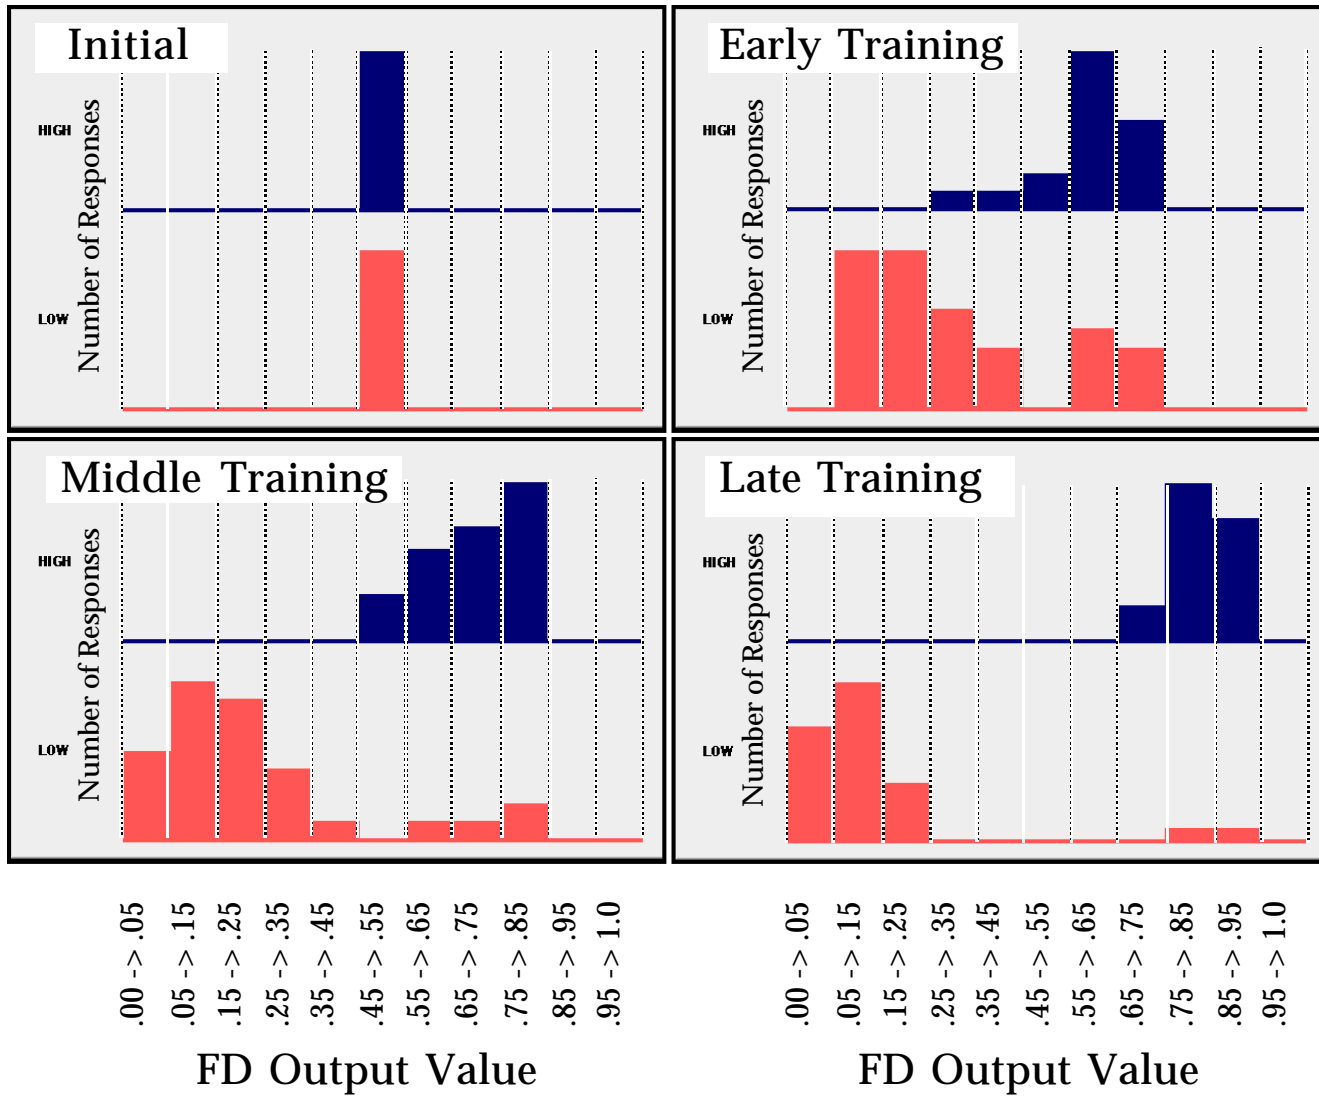 Initial
HIGH
LOW
Number of Responses
Early Training
HIGH
LOW
Number of Responses
Middle Training
HIGH
LOW
Number of Responses
Late Training
HIGH
LOW
Number of Responses
.00 -> .05
.05 -> .15
.15 -> .25
.25 -> .35
.35 -> .45
.45 -> .55
.55 -> .65
.65 -> .75
.75 -> .85
.85 -> .95
.95 -> 1.0
FD Output Value
.00 -> .05
.05 -> .15
.15 -> .25
.25 -> .35
.35 -> .45
.45 -> .55
.55 -> .65
.65 -> .75
.75 -> .85
.85 -> .95
.95 -> 1.0
FD Output Value